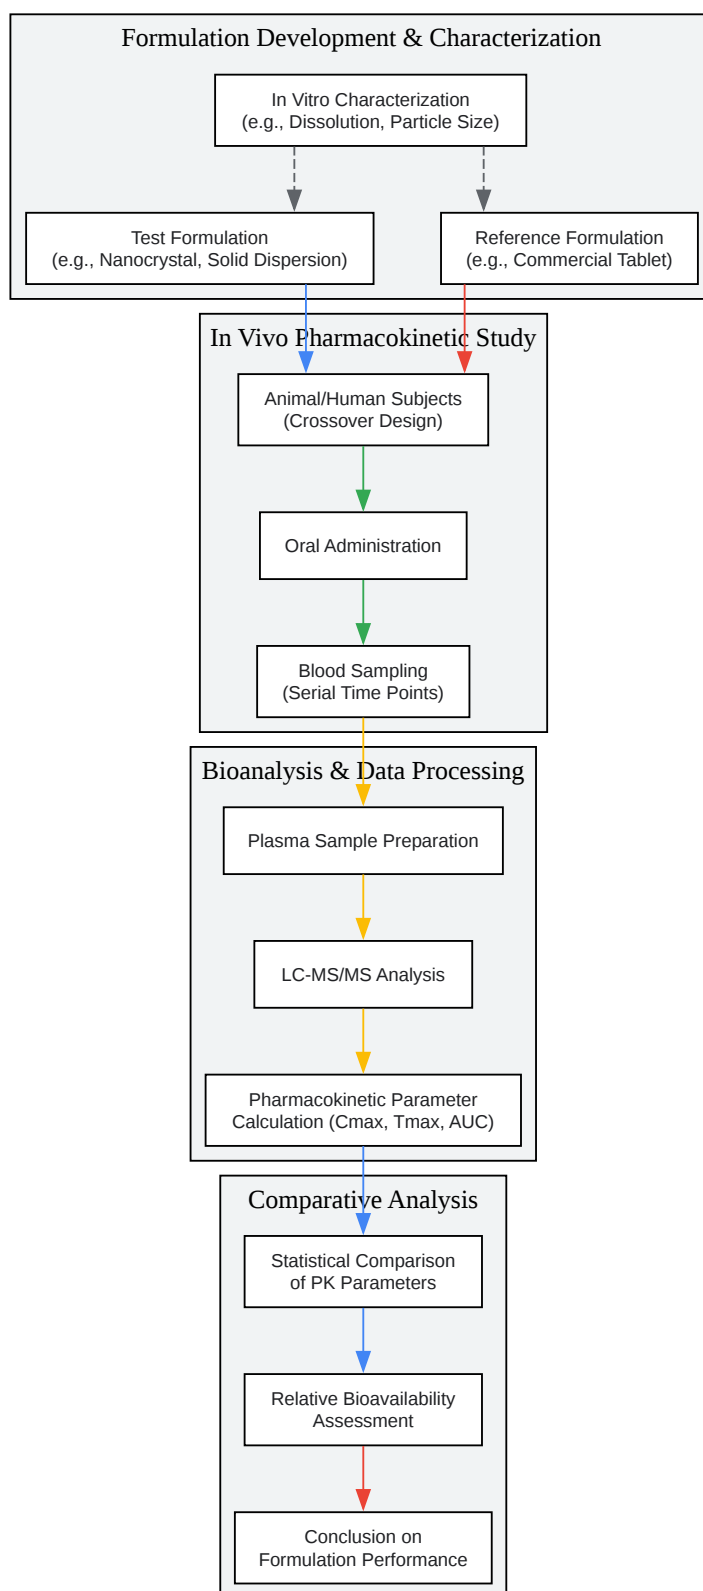 Formulation Development & Characterization
In Vitro Characterization
(e.g., Dissolution, Particle Size)
Test Formulation
(e.g., Nanocrystal, Solid Dispersion)
Reference Formulation
(e.g., Commercial Tablet)
In Vivo Pharmacokinetic Study
Animal/Human Subjects
(Crossover Design)
Oral Administration
Blood Sampling
(Serial Time Points)
Bioanalysis & Data Processing
Plasma Sample Preparation
LC-MS/MS Analysis
Pharmacokinetic Parameter
Calculation (Cmax, Tmax, AUC)
Comparative Analysis
Statistical Comparison
of PK Parameters
Relative Bioavailability
Assessment
Conclusion on
Formulation Performance